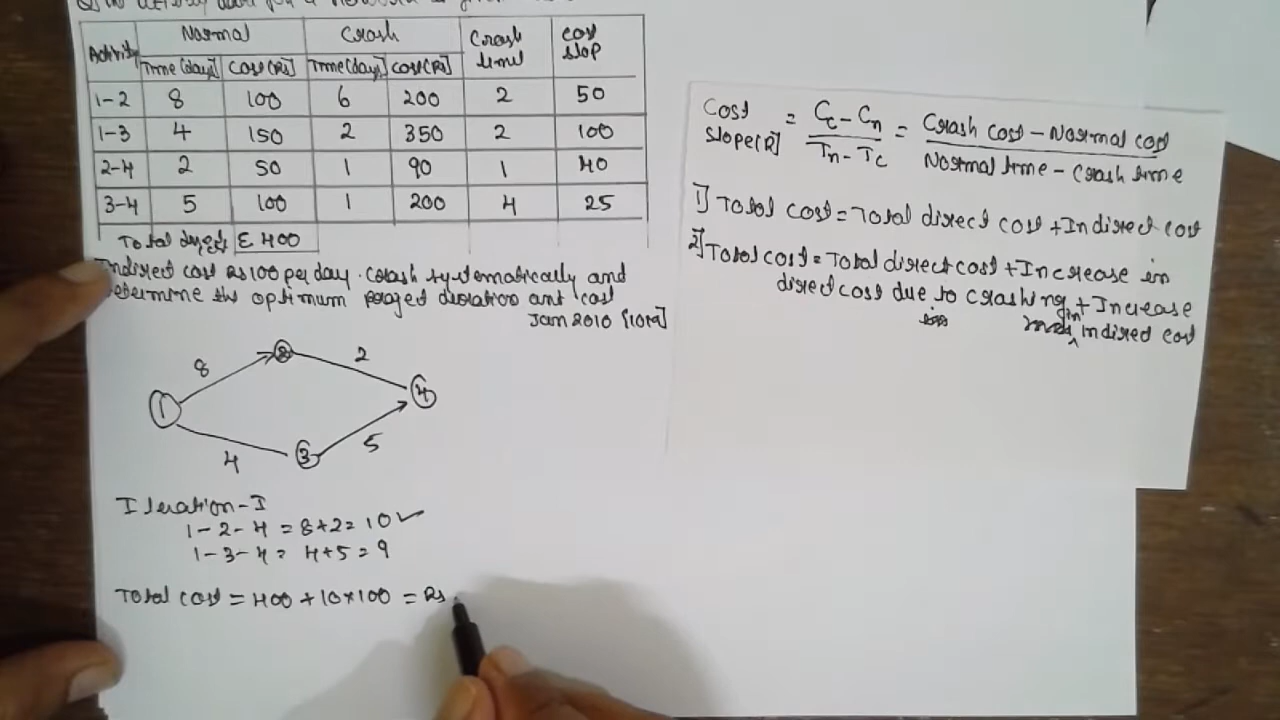 Activity Normal Crash Crash limit cost slop
Time[days] cost(Rs) Time[days] cost(Rs)
1-2 8 100 6 200 2 50
1-3 4 150 2 350 2 100
2-4 2 50 1 90 1 40
3-4 5 100 1 200 4 25
Total Σ 400
Indirect cost Rs 100 per day. crash systematically and
determine the optimum duration cost
Jan 2010 [10M]
8 2 4 5
1 2 3 4
Iteration-I
1-2-4 = 8+2= 10 ✓
1-3-4 = 4+5 = 9
Total cost = 400 + 10×100 = Rs
Cost slope[R] = Cc-Cn / Tn-Tc = Crash cost-Normal cost / Normal time-Crash time
1] Total cost=Total direct cost+Indirect cost
2] Total cost=Total direct cost+Increase in
direct cost due to crashing + Increase
in indirect cost